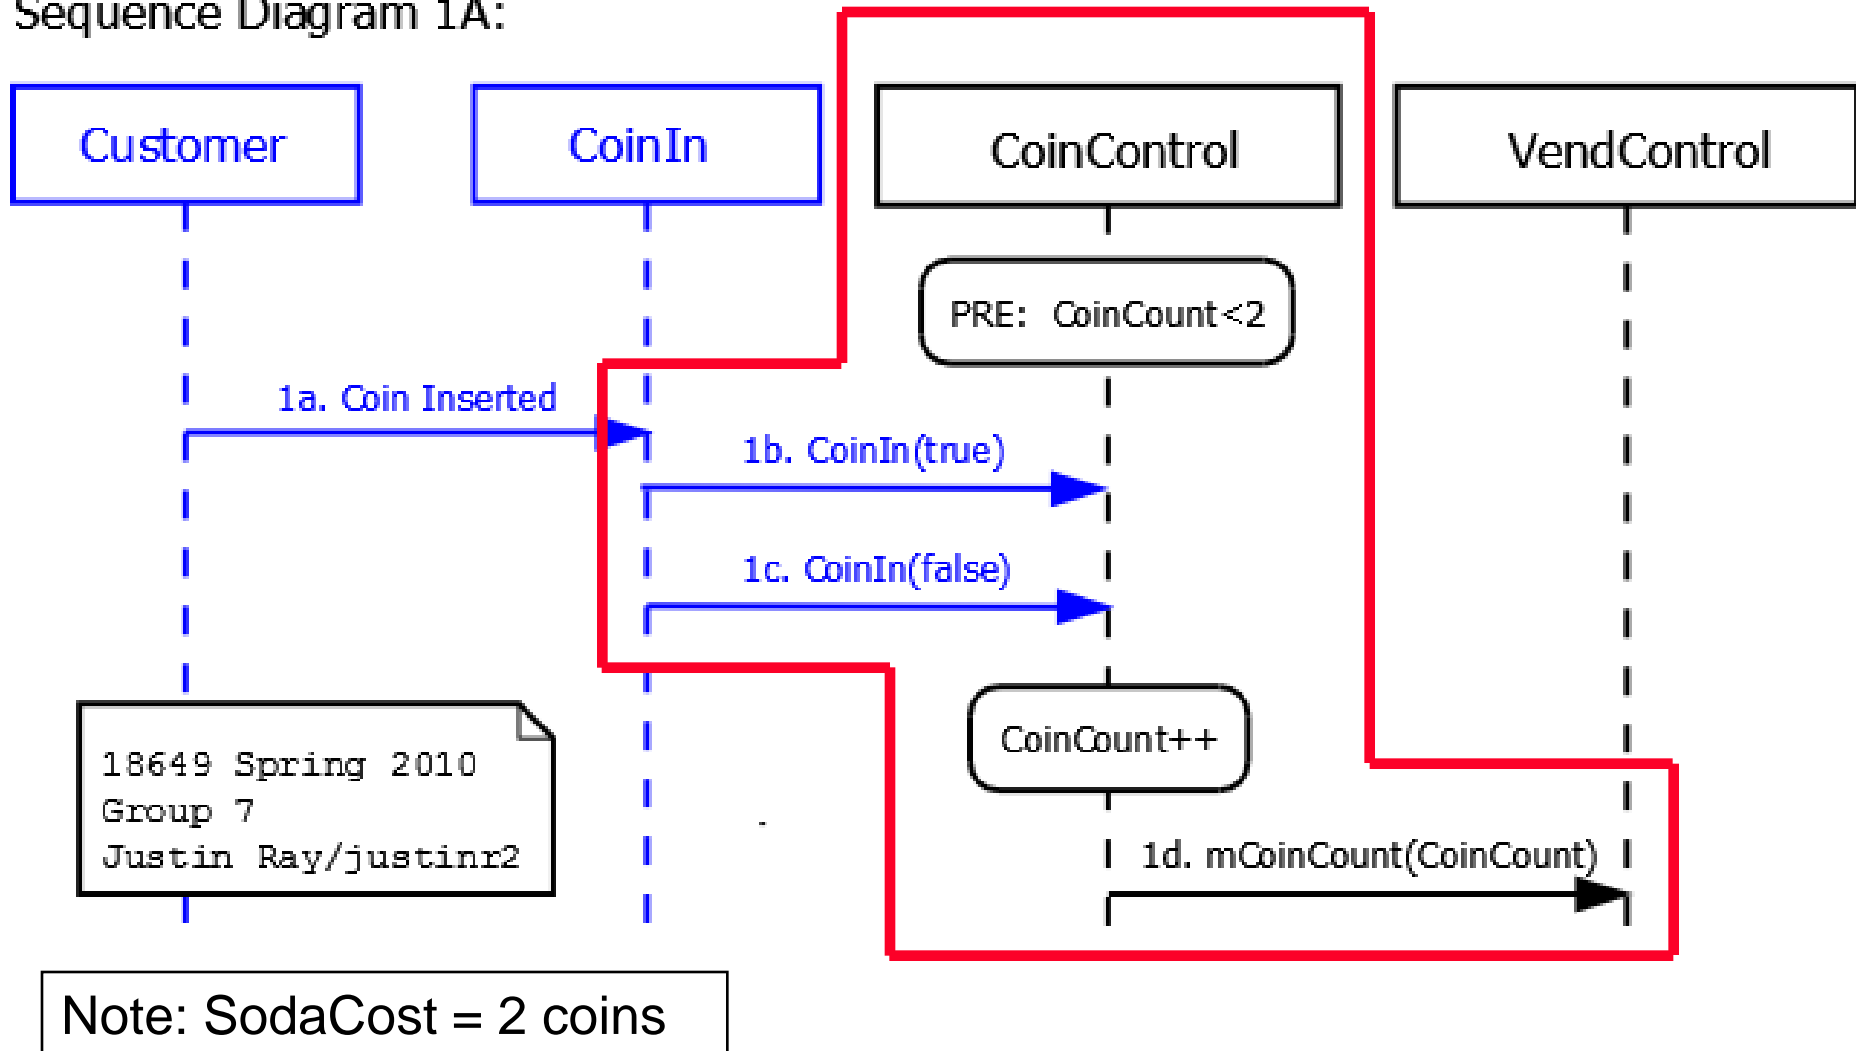 Sequence Diagram 1A:
Customer
CoinIn
CoinControl
VendControl
PRE: CoinCount<2
1a. Coin Inserted
1b. CoinIn(true)
1c. CoinIn(false)
CoinCount++
18649 Spring 2010
Group 7
Justin Ray/justinr2
1d. mCoinCount(CoinCount)
Note: SodaCost = 2 coins